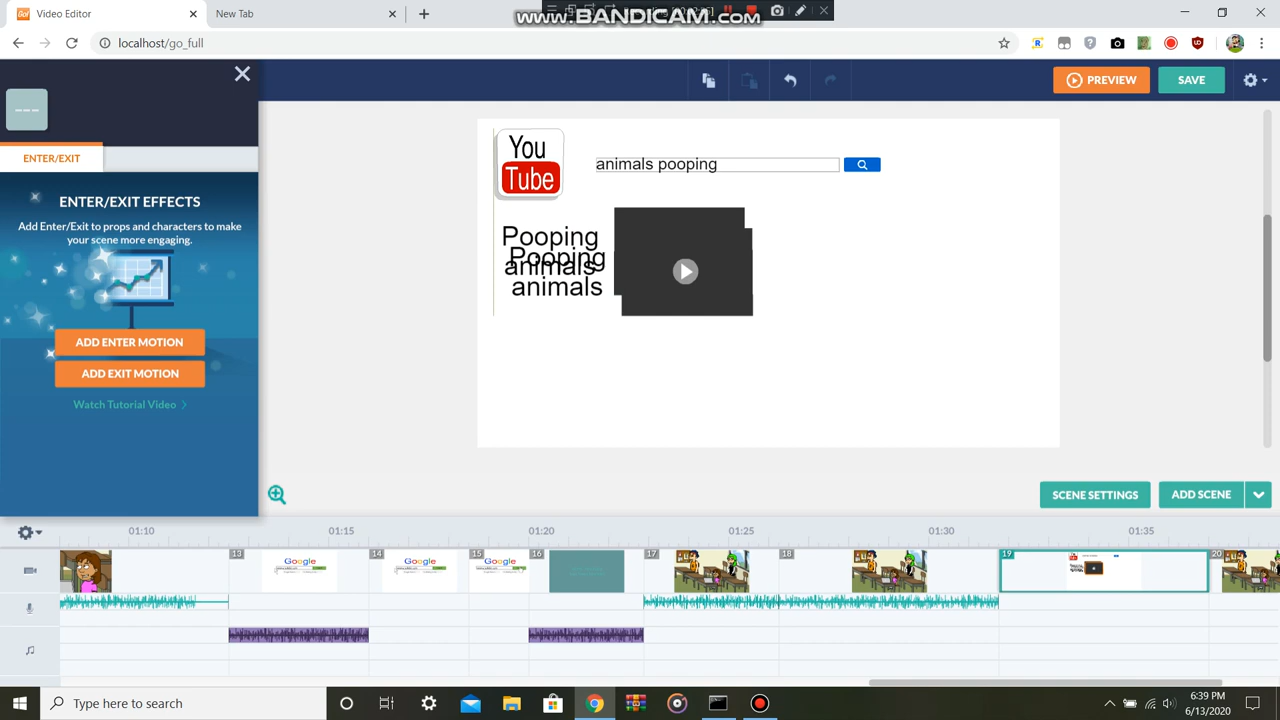 Video Editor
New Tab
www.BANDICAM.com
localhost/go_full
PREVIEW
SAVE
---
ENTER/EXIT
ENTER/EXIT EFFECTS
Add Enter/Exit to props and characters to make
your scene more engaging.
ADD ENTER MOTION
ADD EXIT MOTION
Watch Tutorial Video >
You
Tube
animals pooping
Pooping
animals
Pooping
animals
SCENE SETTINGS
ADD SCENE
01:10
01:15
01:20
01:25
01:30
01:35
13
14
15
16
17
18
19
20
Google
Google
Google
Type here to search
6:39 PM
6/13/2020